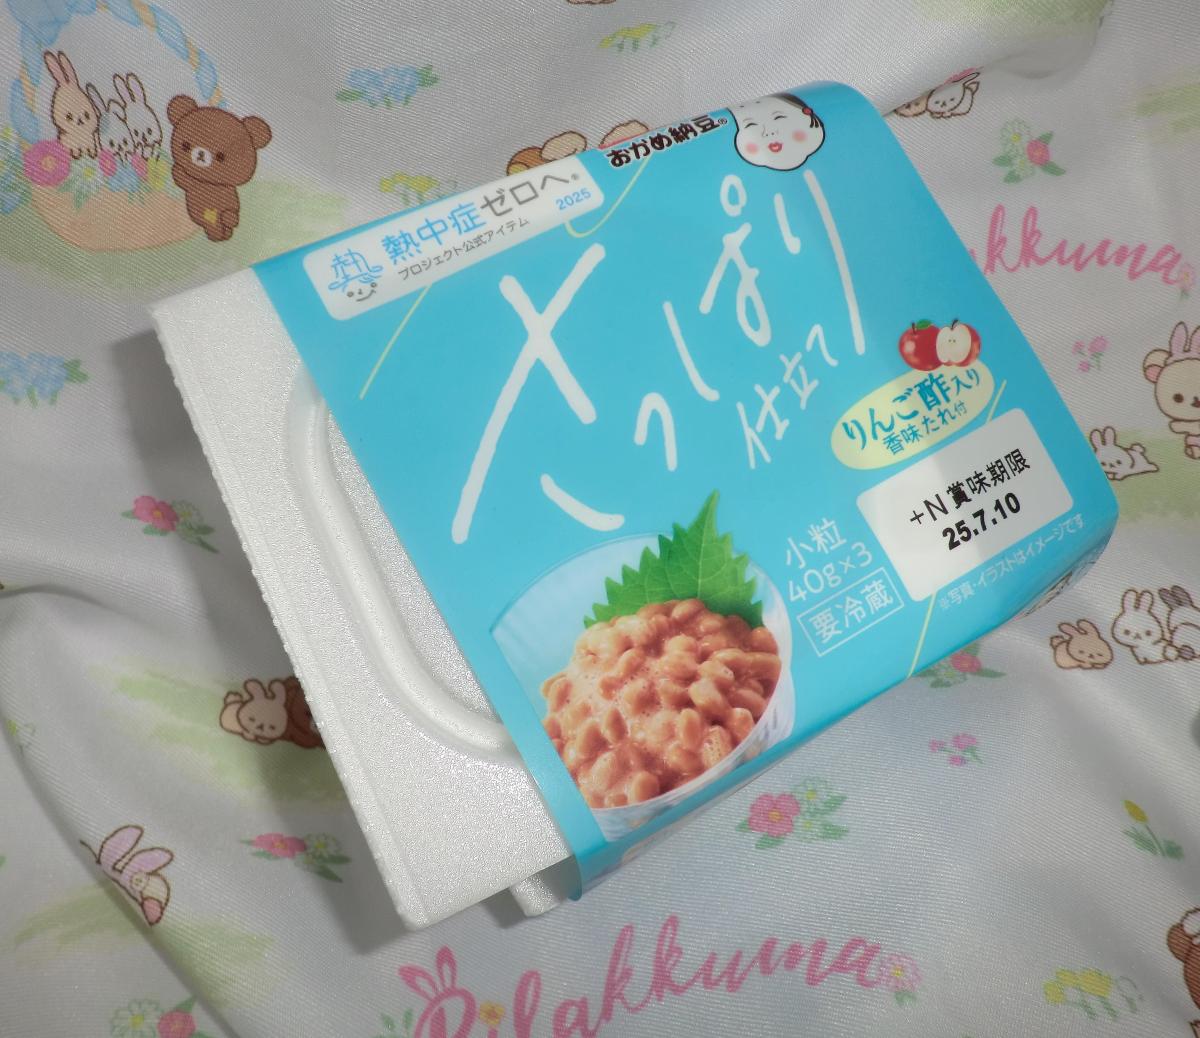 おかめ納豆®
熱中症ゼロへ®
プロジェクト公式アイテム 2025
さっぱり
仕立て
りんご酢入り
香味たれ付
+N 賞味期限
25.7.10
小粒
40g×3
要冷蔵
※写真・イラストはイメージです
Rilakkuma